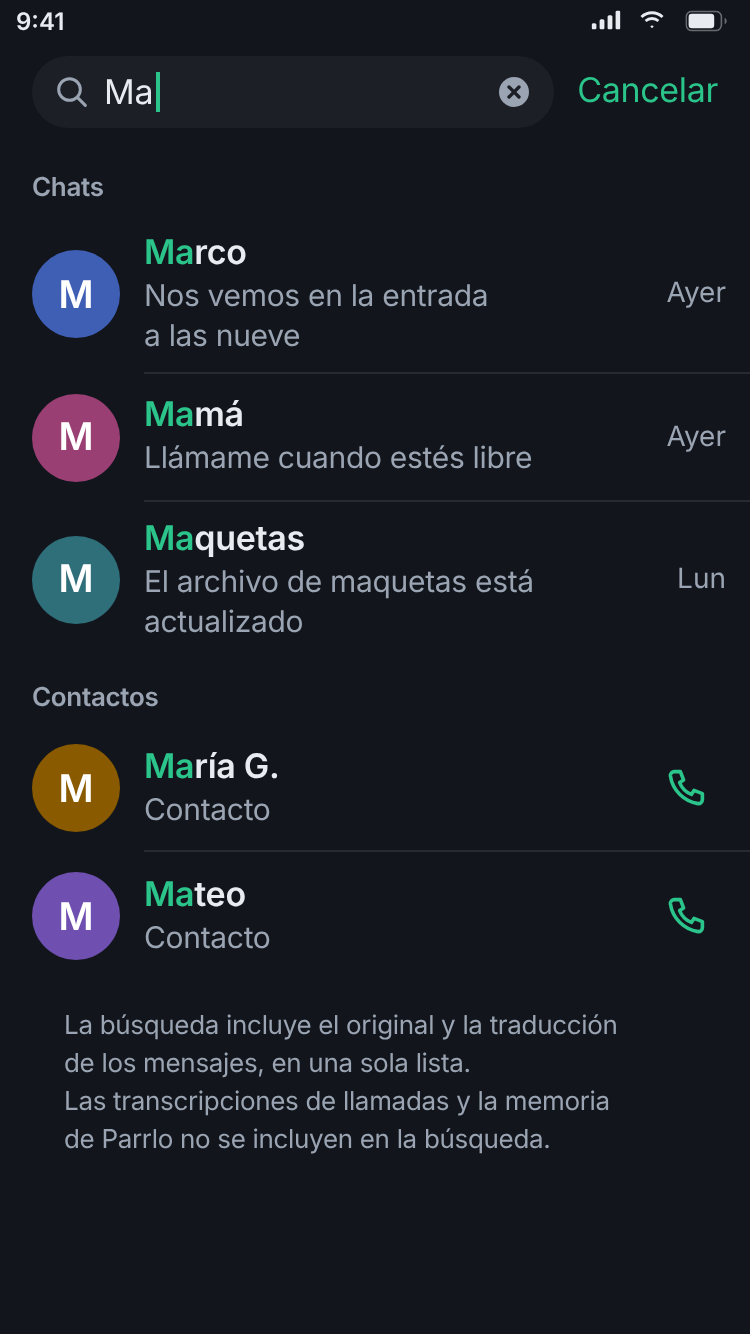 9:41
Ma
Cancelar
Chats
M
Marco
Nos vemos en la entrada
a las nueve
Ayer
M
Mamá
Llámame cuando estés libre
Ayer
M
Maquetas
El archivo de maquetas está
actualizado
Lun
Contactos
M
María G.
Contacto
M
Mateo
Contacto
La búsqueda incluye el original y la traducción
de los mensajes, en una sola lista.
Las transcripciones de llamadas y la memoria
de Parrlo no se incluyen en la búsqueda.